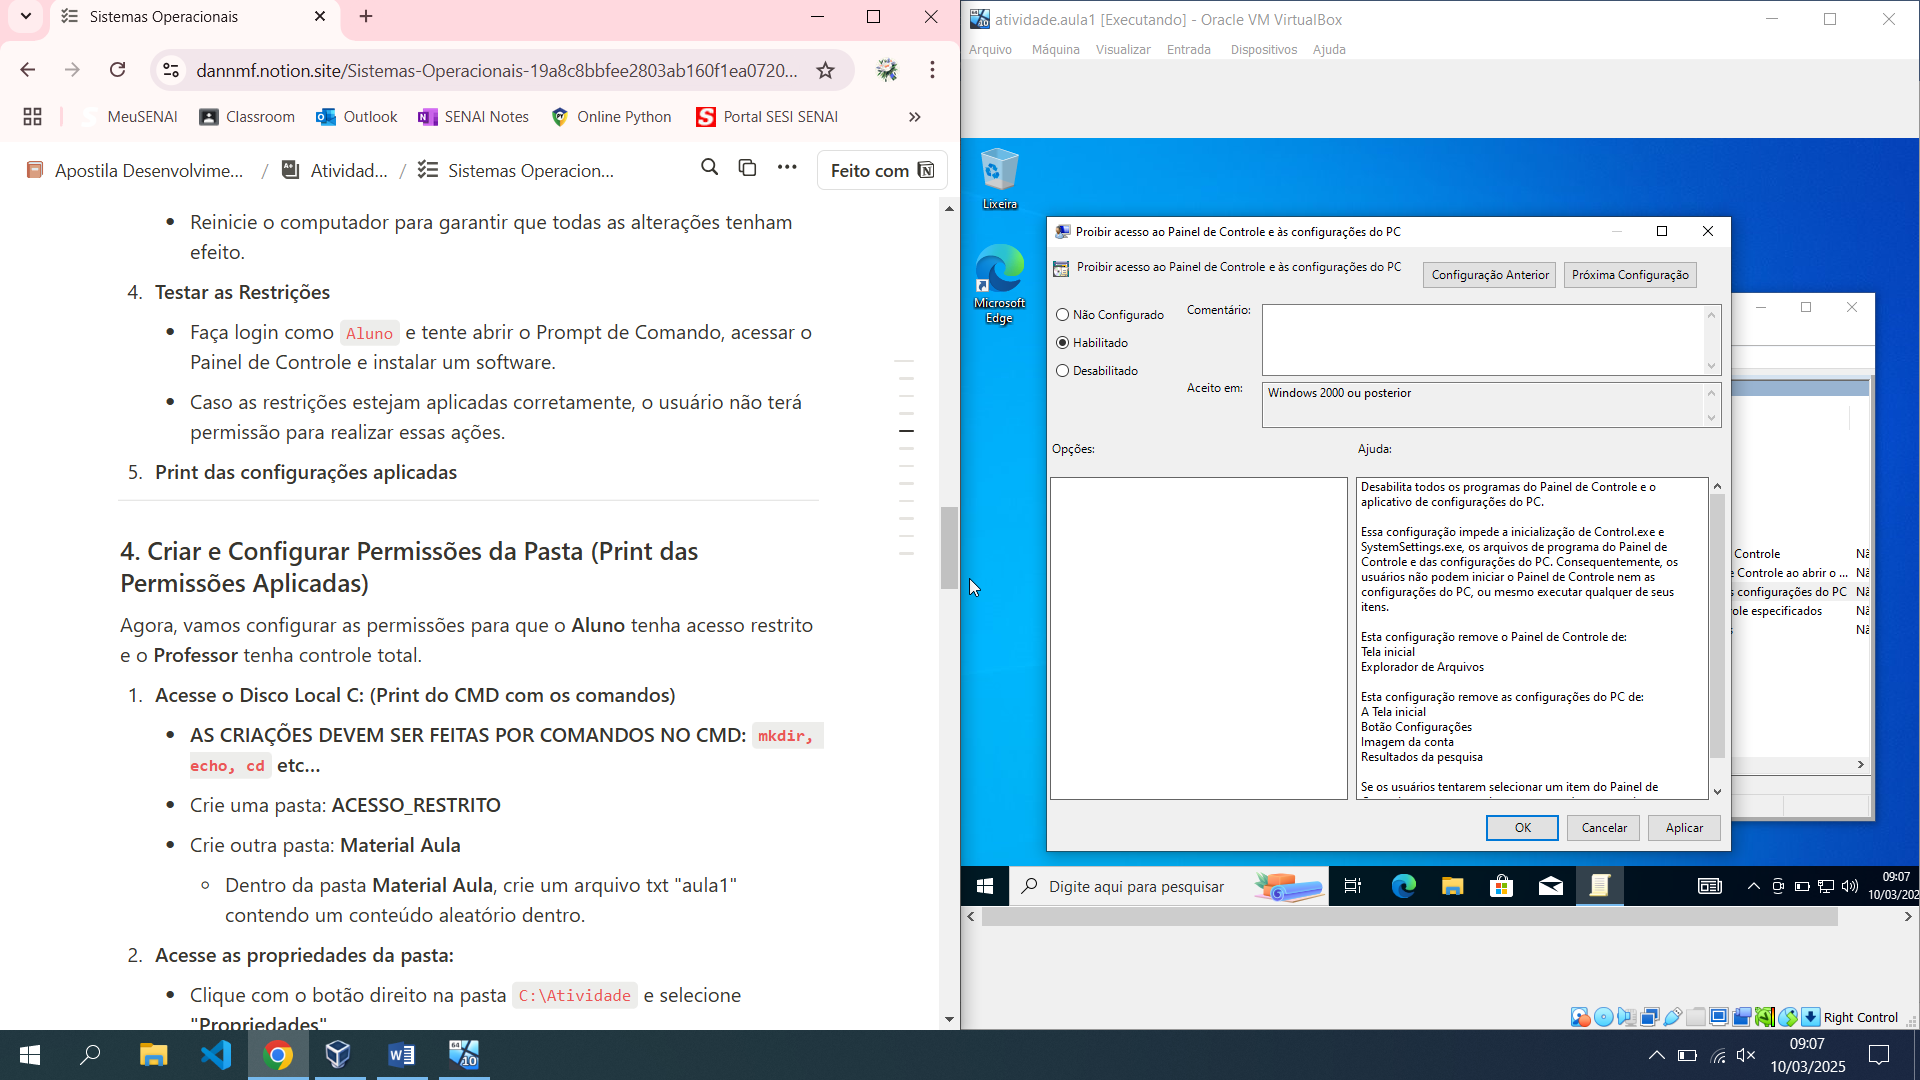 Sistemas Operacionais
dannmf.notion.site/Sistemas-Operacionais-19a8c8bbfee2803ab160f1ea0720...
MeuSENAI
Classroom
Outlook
SENAI Notes
Online Python
Portal SESI SENAI
Apostila Desenvolvime... / Atividad... / Sistemas Operacion...
Feito com
• Reinicie o computador para garantir que todas as alterações tenham
efeito.
4. Testar as Restrições
• Faça login como Aluno e tente abrir o Prompt de Comando, acessar o
Painel de Controle e instalar um software.
• Caso as restrições estejam aplicadas corretamente, o usuário não terá
permissão para realizar essas ações.
5. Print das configurações aplicadas
4. Criar e Configurar Permissões da Pasta (Print das
Permissões Aplicadas)
Agora, vamos configurar as permissões para que o Aluno tenha acesso restrito
e o Professor tenha controle total.
1. Acesse o Disco Local C: (Print do CMD com os comandos)
• AS CRIAÇÕES DEVEM SER FEITAS POR COMANDOS NO CMD: mkdir,
echo, cd etc...
• Crie uma pasta: ACESSO_RESTRITO
• Crie outra pasta: Material Aula
Dentro da pasta Material Aula, crie um arquivo txt "aula1"
contendo um conteúdo aleatório dentro.
2. Acesse as propriedades da pasta:
• Clique com o botão direito na pasta C:\Atividade e selecione
"Propriedades"
atividade.aula1 [Executando] - Oracle VM VirtualBox
Arquivo
Máquina
Visualizar
Entrada
Dispositivos
Ajuda
Lixeira
Microsoft
Edge
Proibir acesso ao Painel de Controle e às configurações do PC
Proibir acesso ao Painel de Controle e às configurações do PC
Configuração Anterior
Próxima Configuração
Não Configurado
Habilitado
Desabilitado
Comentário:
Aceito em:
Windows 2000 ou posterior
Opções:
Ajuda:
Desabilita todos os programas do Painel de Controle e o
aplicativo de configurações do PC.
Essa configuração impede a inicialização de Control.exe e
SystemSettings.exe, os arquivos de programa do Painel de
Controle e das configurações do PC. Consequentemente, os
usuários não podem iniciar o Painel de Controle nem as
configurações do PC, ou mesmo executar qualquer de seus
itens.
Esta configuração remove o Painel de Controle de:
Tela inicial
Explorador de Arquivos
Esta configuração remove as configurações do PC de:
A Tela inicial
Botão Configurações
Imagem da conta
Resultados da pesquisa
Se os usuários tentarem selecionar um item do Painel de
OK
Cancelar
Aplicar
Controle Nã
e Controle ao abrir o ... Nã
s configurações do PC Nã
ole especificados Nã
Nã
Digite aqui para pesquisar
09:07
10/03/202
Right Control
09:07
10/03/2025